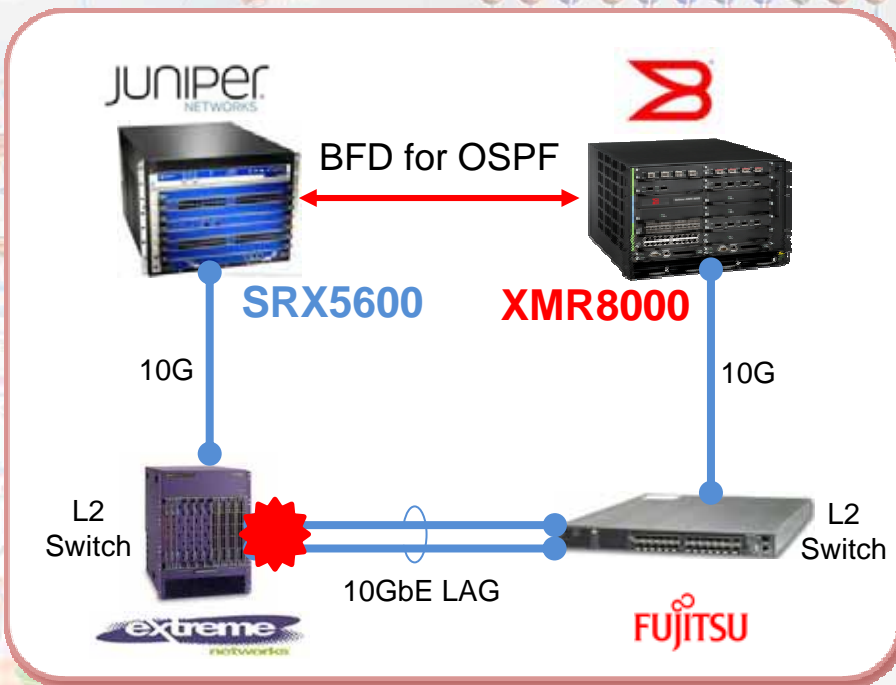 JUNIPER
NETWORKS
BFD for OSPF
SRX5600
XMR8000
10G
10G
L2
Switch
L2
Switch
10GbE LAG
extreme
networks
FUJITSU